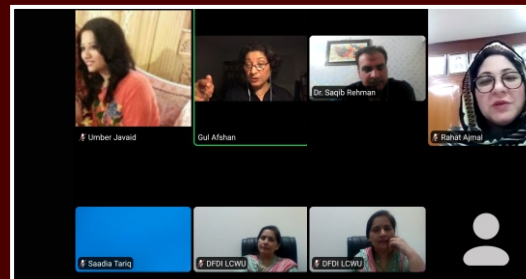 Dr. Saqib Rehman
Umber Javaid
Gul Afshan
Rahat Ajmal
Saadia Tariq
DFDI LCWU
DFDI LCWU